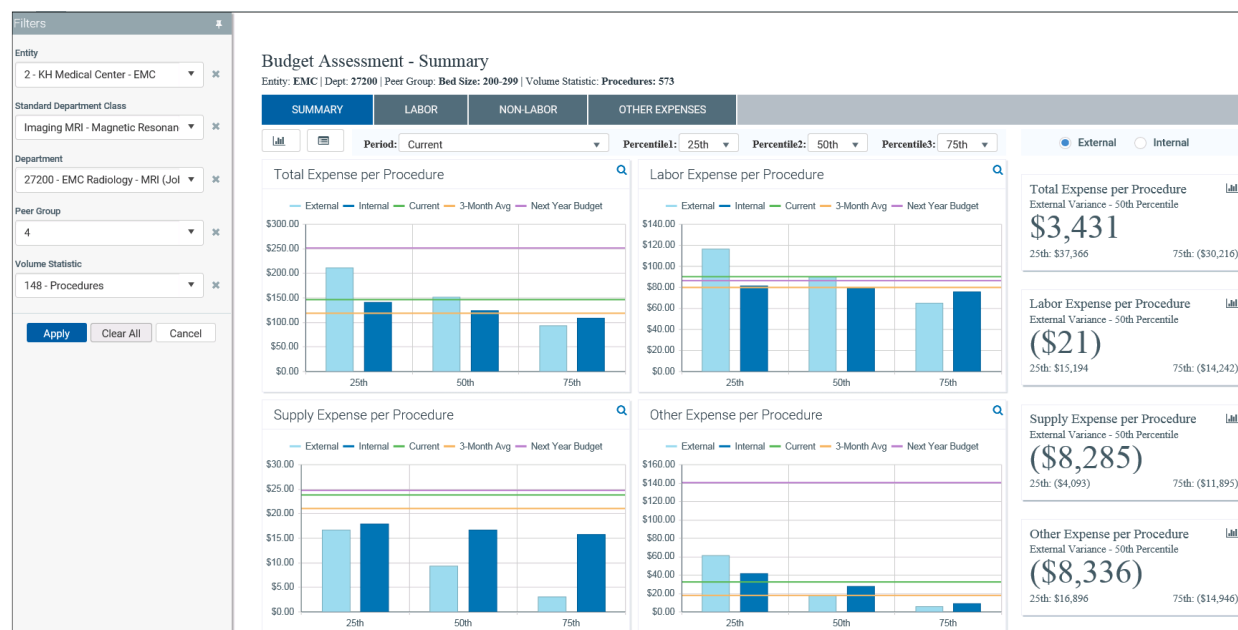 Filters
Entity
2 - KH Medical Center - EMC
Standard Department Class
Imaging MRI - Magnetic Resonan
Department
27200 - EMC Radiology - MRI (Jol
Peer Group
4
Volume Statistic
148 - Procedures
Apply Clear All Cancel
Budget Assessment - Summary
Entity: EMC | Dept: 27200 | Peer Group: Bed Size: 200-299 | Volume Statistic: Procedures: 573
SUMMARY LABOR NON-LABOR OTHER EXPENSES
Period: Current Percentile1: 25th Percentile2: 50th Percentile3: 75th
External Internal
Total Expense per Procedure
External Internal Current 3-Month Avg Next Year Budget
$300.00
$250.00
$200.00
$150.00
$100.00
$50.00
$0.00
25th 50th 75th
Labor Expense per Procedure
External Internal Current 3-Month Avg Next Year Budget
$140.00
$120.00
$100.00
$80.00
$60.00
$40.00
$20.00
$0.00
25th 50th 75th
Supply Expense per Procedure
External Internal Current 3-Month Avg Next Year Budget
$30.00
$25.00
$20.00
$15.00
$10.00
$5.00
$0.00
25th 50th 75th
Other Expense per Procedure
External Internal Current 3-Month Avg Next Year Budget
$160.00
$140.00
$120.00
$100.00
$80.00
$60.00
$40.00
$20.00
$0.00
25th 50th 75th
Total Expense per Procedure
External Variance - 50th Percentile
$3,431
25th: $37,366 75th: ($30,216)
Labor Expense per Procedure
External Variance - 50th Percentile
($21)
25th: $15,194 75th: ($14,242)
Supply Expense per Procedure
External Variance - 50th Percentile
($8,285)
25th: ($4,093) 75th: ($11,895)
Other Expense per Procedure
External Variance - 50th Percentile
($8,336)
25th: $16,896 75th: ($14,946)